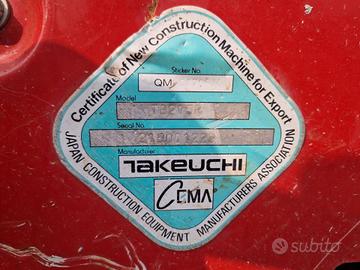 Certificate of New Construction Machine for Export
Sticker No.
QM
Model
Serial No.
Manufacturer
TAKEUCHI
CEMA
JAPAN CONSTRUCTION EQUIPMENT MANUFACTURERS ASSOCIATION
subito